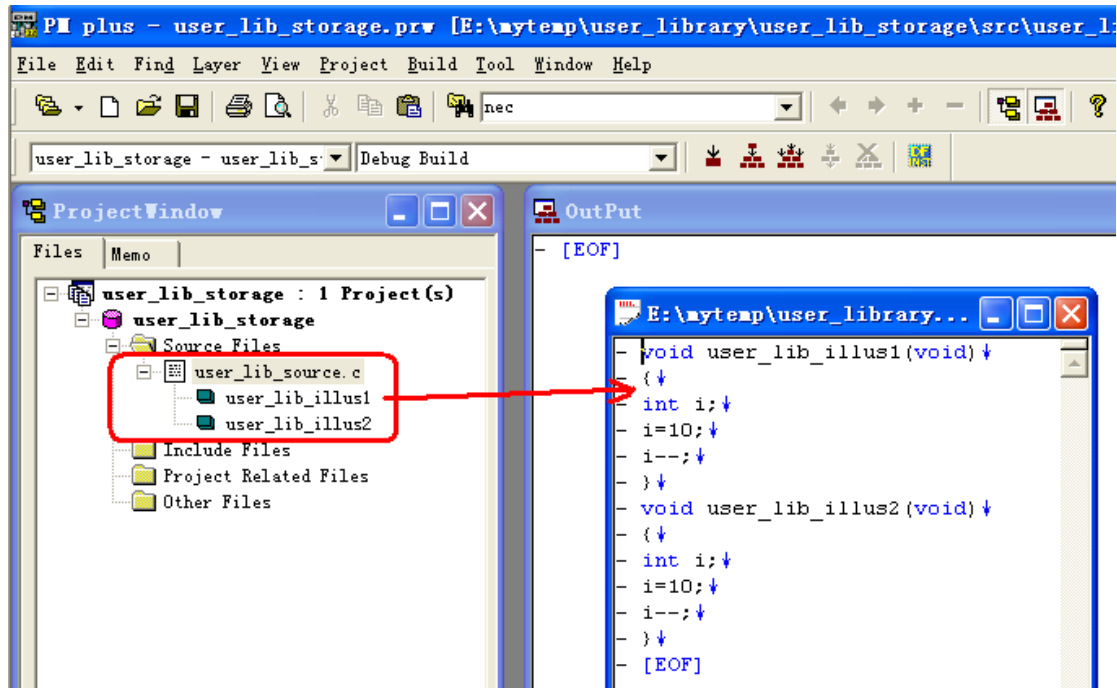 PM plus - user_lib_storage.prw [E:\mytemp\user_library\user_lib_storage\src\user_li
File Edit Find Layer View Project Build Tool Window Help
nec
user_lib_storage - user_lib_s Debug Build
ProjectWindow
OutPut
Files Memo
- [EOF]
user_lib_storage : 1 Project(s)
user_lib_storage
Source Files
user_lib_source.c
user_lib_illus1
user_lib_illus2
Include Files
Project Related Files
Other Files
E:\mytemp\user_library...
- void user_lib_illus1(void)↓
- {↓
- int i;↓
- i=10;↓
- i--;↓
- }↓
- void user_lib_illus2(void)↓
- {↓
- int i;↓
- i=10;↓
- i--;↓
- }↓
- [EOF]